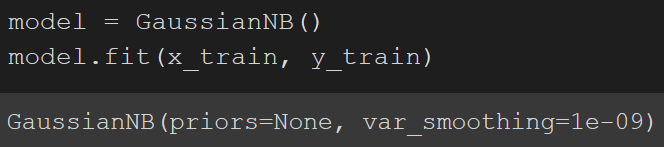 model = GaussianNB()
model.fit(x_train, y_train)
GaussianNB(priors=None, var_smoothing=1e-09)